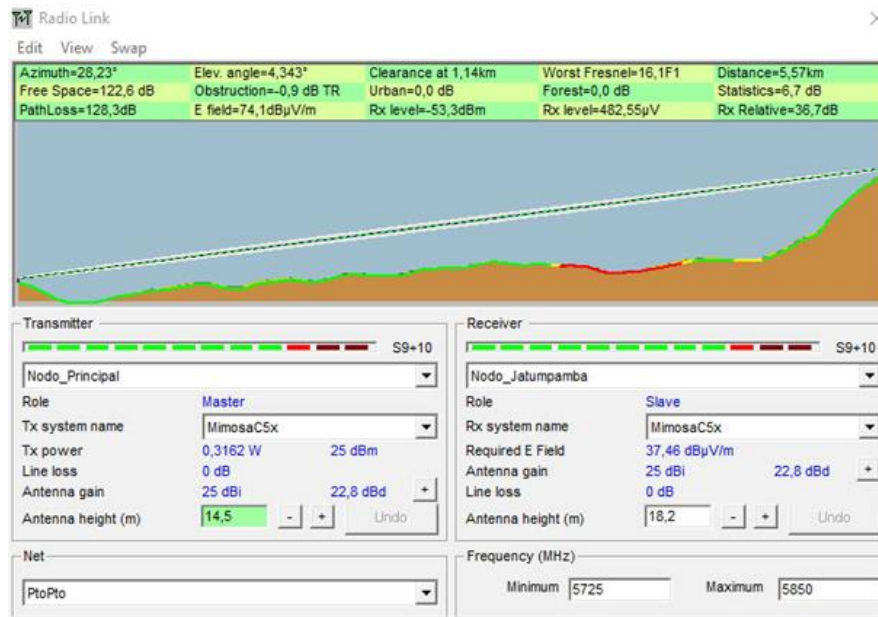 Radio Link
Edit View Swap
Azimuth=28,23° Elev. angle=4,343° Clearance at 1,14km Worst Fresnel=16,1F1 Distance=5,57km
Free Space=122,6 dB Obstruction=-0,9 dB TR Urban=0,0 dB Forest=0,0 dB Statistics=6,7 dB
PathLoss=128,3dB E field=74,1dBμV/m Rx level=-53,3dBm Rx level=482,55μV Rx Relative=36,7dB
Transmitter
S9+10
Nodo_Principal
Role Master
Tx system name MimosaC5x
Tx power 0,3162 W 25 dBm
Line loss 0 dB
Antenna gain 25 dBi 22,8 dBd +
Antenna height (m) 14,5 - + Undo
Receiver
S9+10
Nodo_Jatumpamba
Role Slave
Rx system name MimosaC5x
Required E Field 37,46 dBμV/m
Antenna gain 25 dBi 22,8 dBd +
Line loss 0 dB
Antenna height (m) 18,2 - + Undo
Net
PtoPto
Frequency (MHz)
Minimum 5725 Maximum 5850